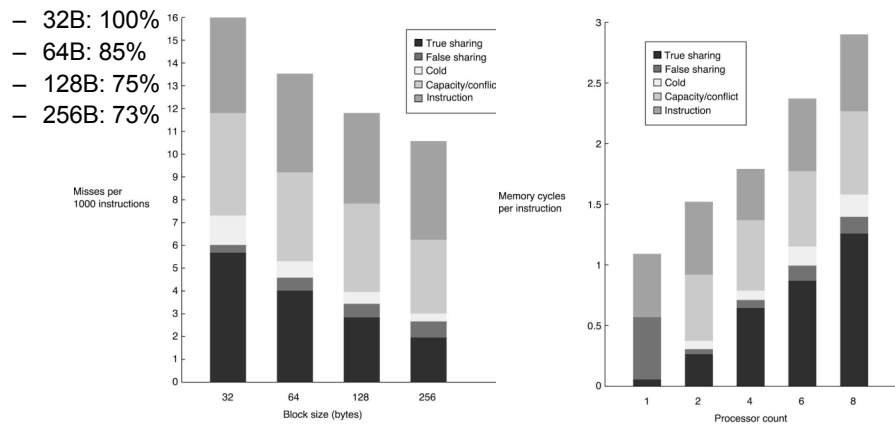 – 32B: 100%
– 64B: 85%
– 128B: 75%
– 256B: 73%
16
15
14
13
12
11
10
9
8
7
6
5
4
3
2
1
0
Misses per
1000 instructions
True sharing
False sharing
Cold
Capacity/conflict
Instruction
32 64 128 256
Block size (bytes)
3
2.5
2
1.5
1
0.5
0
Memory cycles
per instruction
True sharing
False sharing
Cold
Capacity/conflict
Instruction
1 2 4 6 8
Processor count